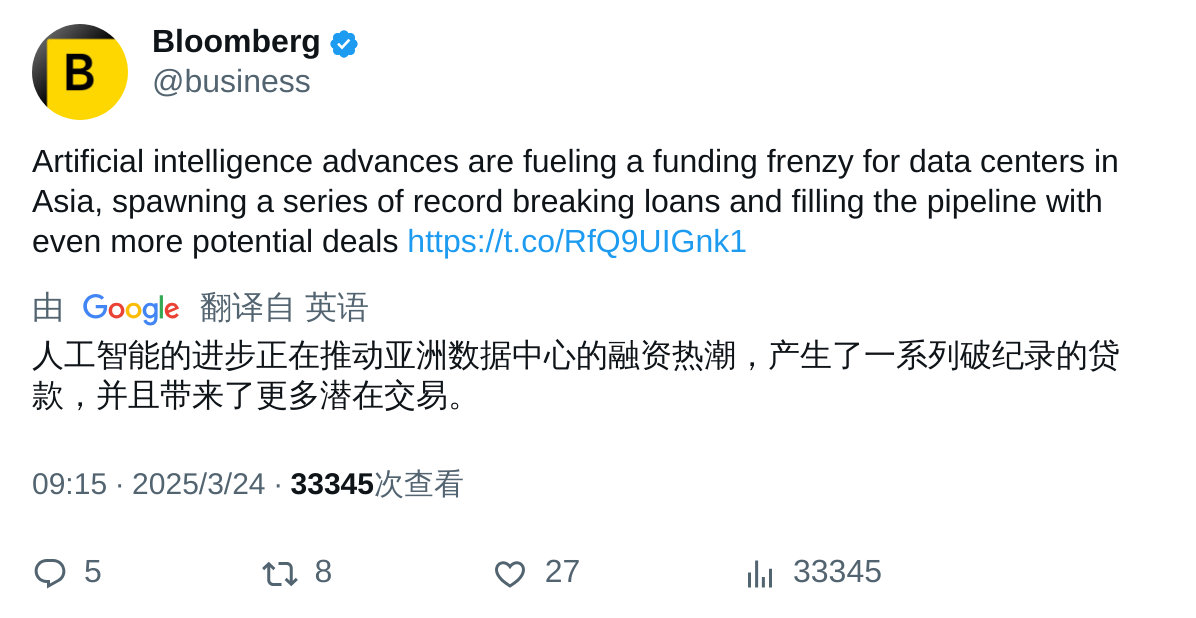 B
Bloomberg
@business
Artificial intelligence advances are fueling a funding frenzy for data centers in
Asia, spawning a series of record breaking loans and filling the pipeline with
even more potential deals https://t.co/RfQ9UIGnk1
由 Google 翻译自 英语
人工智能的进步正在推动亚洲数据中心的融资热潮，产生了一系列破纪录的贷
款，并且带来了更多潜在交易。
09:15 · 2025/3/24 · 33345次查看
5 8 27 33345